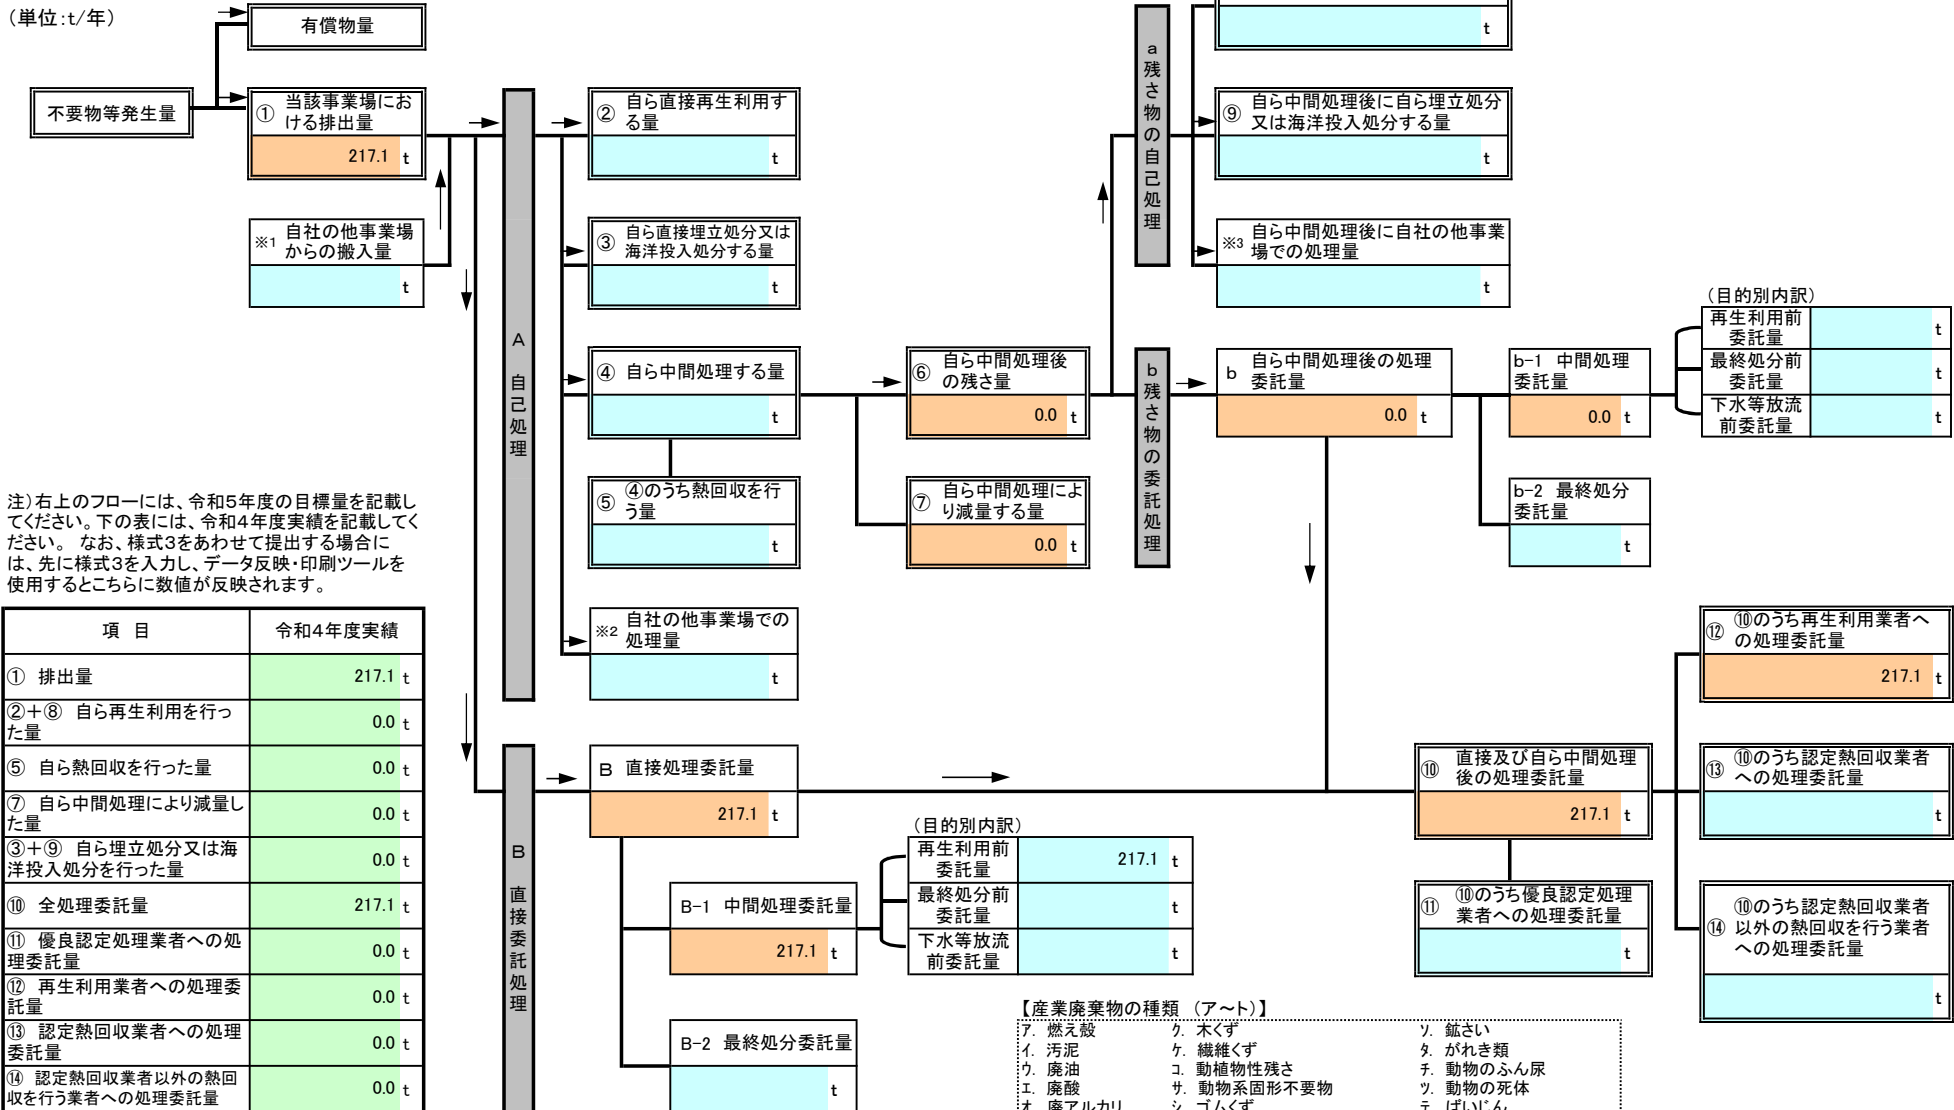 （単位:t/年）
有償物量
不要物等発生量
① 当該事業場にお
ける排出量
217.1 t
※1 自社の他事業場
からの搬入量
t
A
自己処理
② 自ら直接再生利用す
る量
t
③ 自ら直接埋立処分又は
海洋投入処分する量
t
④ 自ら中間処理する量
t
⑤ ④のうち熱回収を行
う量
t
※2 自社の他事業場での
処理量
t
⑥ 自ら中間処理後
の残さ量
0.0 t
⑦ 自ら中間処理によ
り減量する量
0.0 t
a残さ物の自己処理
t
⑨ 自ら中間処理後に自ら埋立処分
又は海洋投入処分する量
t
※3 自ら中間処理後に自社の他事業
場での処理量
t
b残さ物の委託処理
b 自ら中間処理後の処理
委託量
0.0 t
b-1 中間処理
委託量
0.0 t
（目的別内訳）
再生利用前
委託量
t
最終処分前
委託量
t
下水等放流
前委託量
t
b-2 最終処分
委託量
t
注）右上のフローには、令和５年度の目標量を記載し
てください。下の表には、令和４年度実績を記載してく
ださい。 なお、様式３をあわせて提出する場合に
は、先に様式３を入力し、データ反映・印刷ツールを
使用するとこちらに数値が反映されます。
項 目 令和４年度実績
① 排出量 217.1 t
②＋⑧ 自ら再生利用を行っ
た量 0.0 t
⑤ 自ら熱回収を行った量 0.0 t
⑦ 自ら中間処理により減量し
た量 0.0 t
③＋⑨ 自ら埋立処分又は海
洋投入処分を行った量 0.0 t
⑩ 全処理委託量 217.1 t
⑪ 優良認定処理業者への処
理委託量 0.0 t
⑫ 再生利用業者への処理委
託量 0.0 t
⑬ 認定熱回収業者への処理
委託量 0.0 t
⑭ 認定熱回収業者以外の熱回
収を行う業者への処理委託量 0.0 t
B
直接委託処理
B 直接処理委託量
217.1 t
B-1 中間処理委託量
217.1 t
（目的別内訳）
再生利用前
委託量
217.1 t
最終処分前
委託量
t
下水等放流
前委託量
t
B-2 最終処分委託量
t
⑩ 直接及び自ら中間処理
後の処理委託量
217.1 t
⑪ ⑩のうち優良認定処理
業者への処理委託量
t
⑫ ⑩のうち再生利用業者へ
の処理委託量
217.1 t
⑬ ⑩のうち認定熱回収業者
への処理委託量
t
⑭ ⑩のうち認定熱回収業者
以外の熱回収を行う業者
への処理委託量
t
【産業廃棄物の種類 （ア～ト）】
ｱ. 燃え殻 ｸ. 木くず ｿ. 鉱さい
ｲ. 汚泥 ｹ. 繊維くず ﾀ. がれき類
ｳ. 廃油 ｺ. 動植物性残さ ﾁ. 動物のふん尿
ｴ. 廃酸 ｻ. 動物系固形不要物 ﾂ. 動物の死体
ｵ. 廃アルカリ ｼ. ゴムくず ﾃ. ばいじん